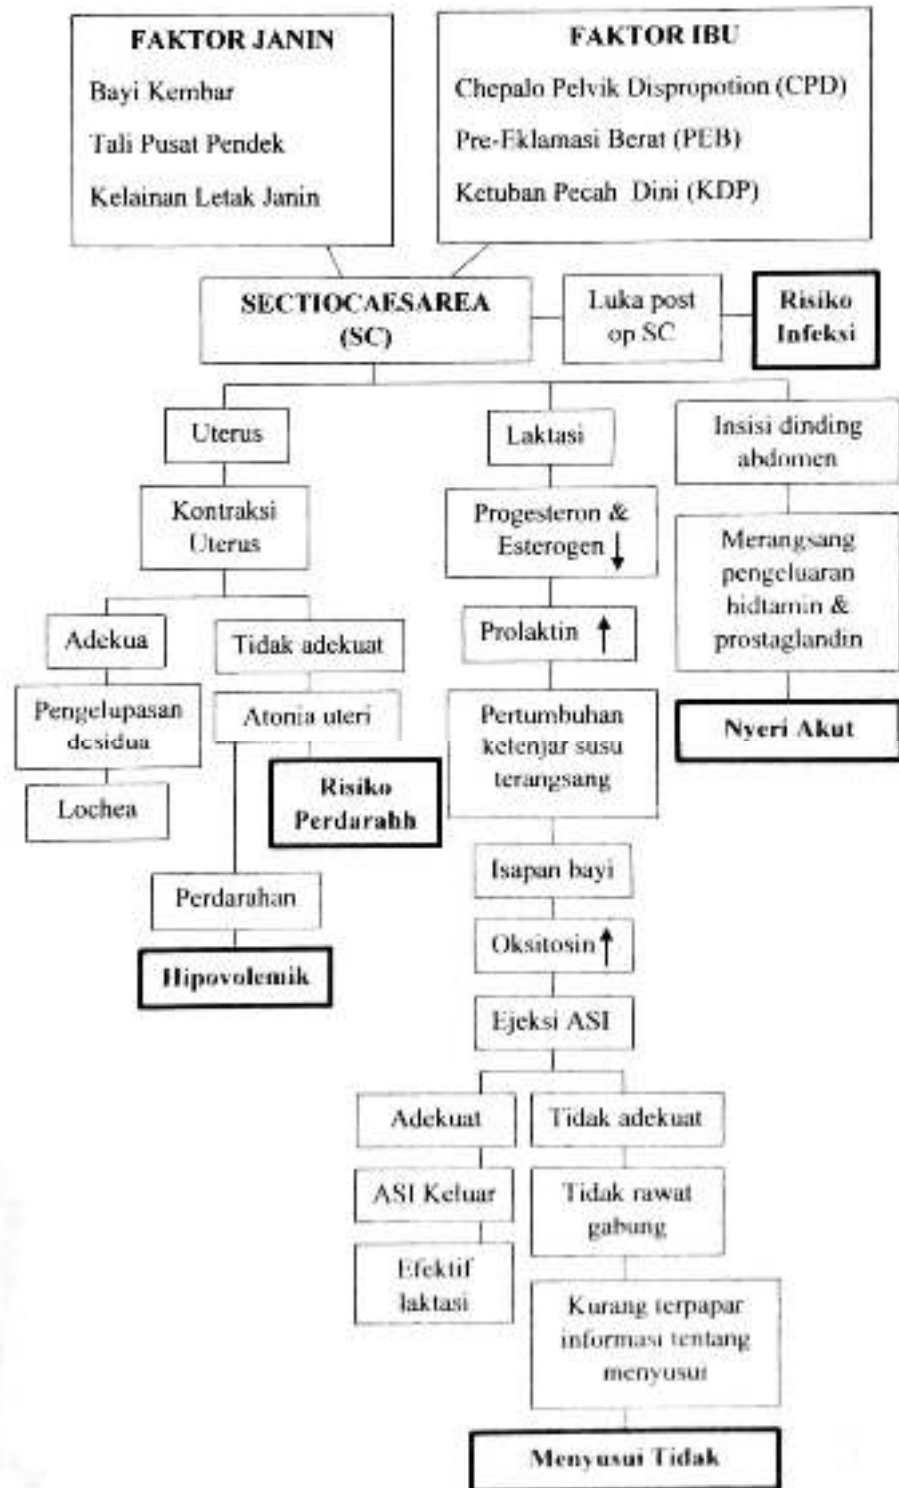 FAKTOR JANIN
Bayi Kembar
Tali Pusat Pendek
Kelainan Letak Janin
FAKTOR IBU
Chepalo Pelvik Dispropotion (CPD)
Pre-Eklamasi Berat (PEB)
Ketuban Pecah Dini (KDP)
SECTIOCAESAREA
(SC)
Luka post
op SC
Risiko
Infeksi
Uterus
Kontraksi
Uterus
Adekua
Pengelupasan
desidua
Lochea
Tidak adekuat
Atonia uteri
Risiko
Perdarahh
Perdarahan
Hipovolemik
Laktasi
Progesteron &
Esterogen ↓
Prolaktin ↑
Pertumbuhan
kelenjar susu
terangsang
Isapan bayi
Oksitosin ↑
Ejeksi ASI
Adekuat
ASI Keluar
Efektif
laktasi
Tidak adekuat
Tidak rawat
gabung
Kurang terpapar
informasi tentang
menyusur
Menyusui Tidak
Insisi dinding
abdomen
Merangsang
pengeluaran
hidtamin &
prostaglandin
Nyeri Akut